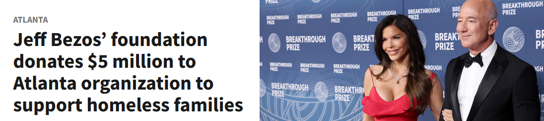 ATLANTA
Jeff Bezos’ foundation
donates $5 million to
Atlanta organization to
support homeless families
BREAKTHROUGH
PRIZE
BREAKTHROUGH
PRIZE
BREAKTHROUGH
PRIZE
BREAKTHROUGH
PRIZE
BREAKTHROUGH
PRIZE